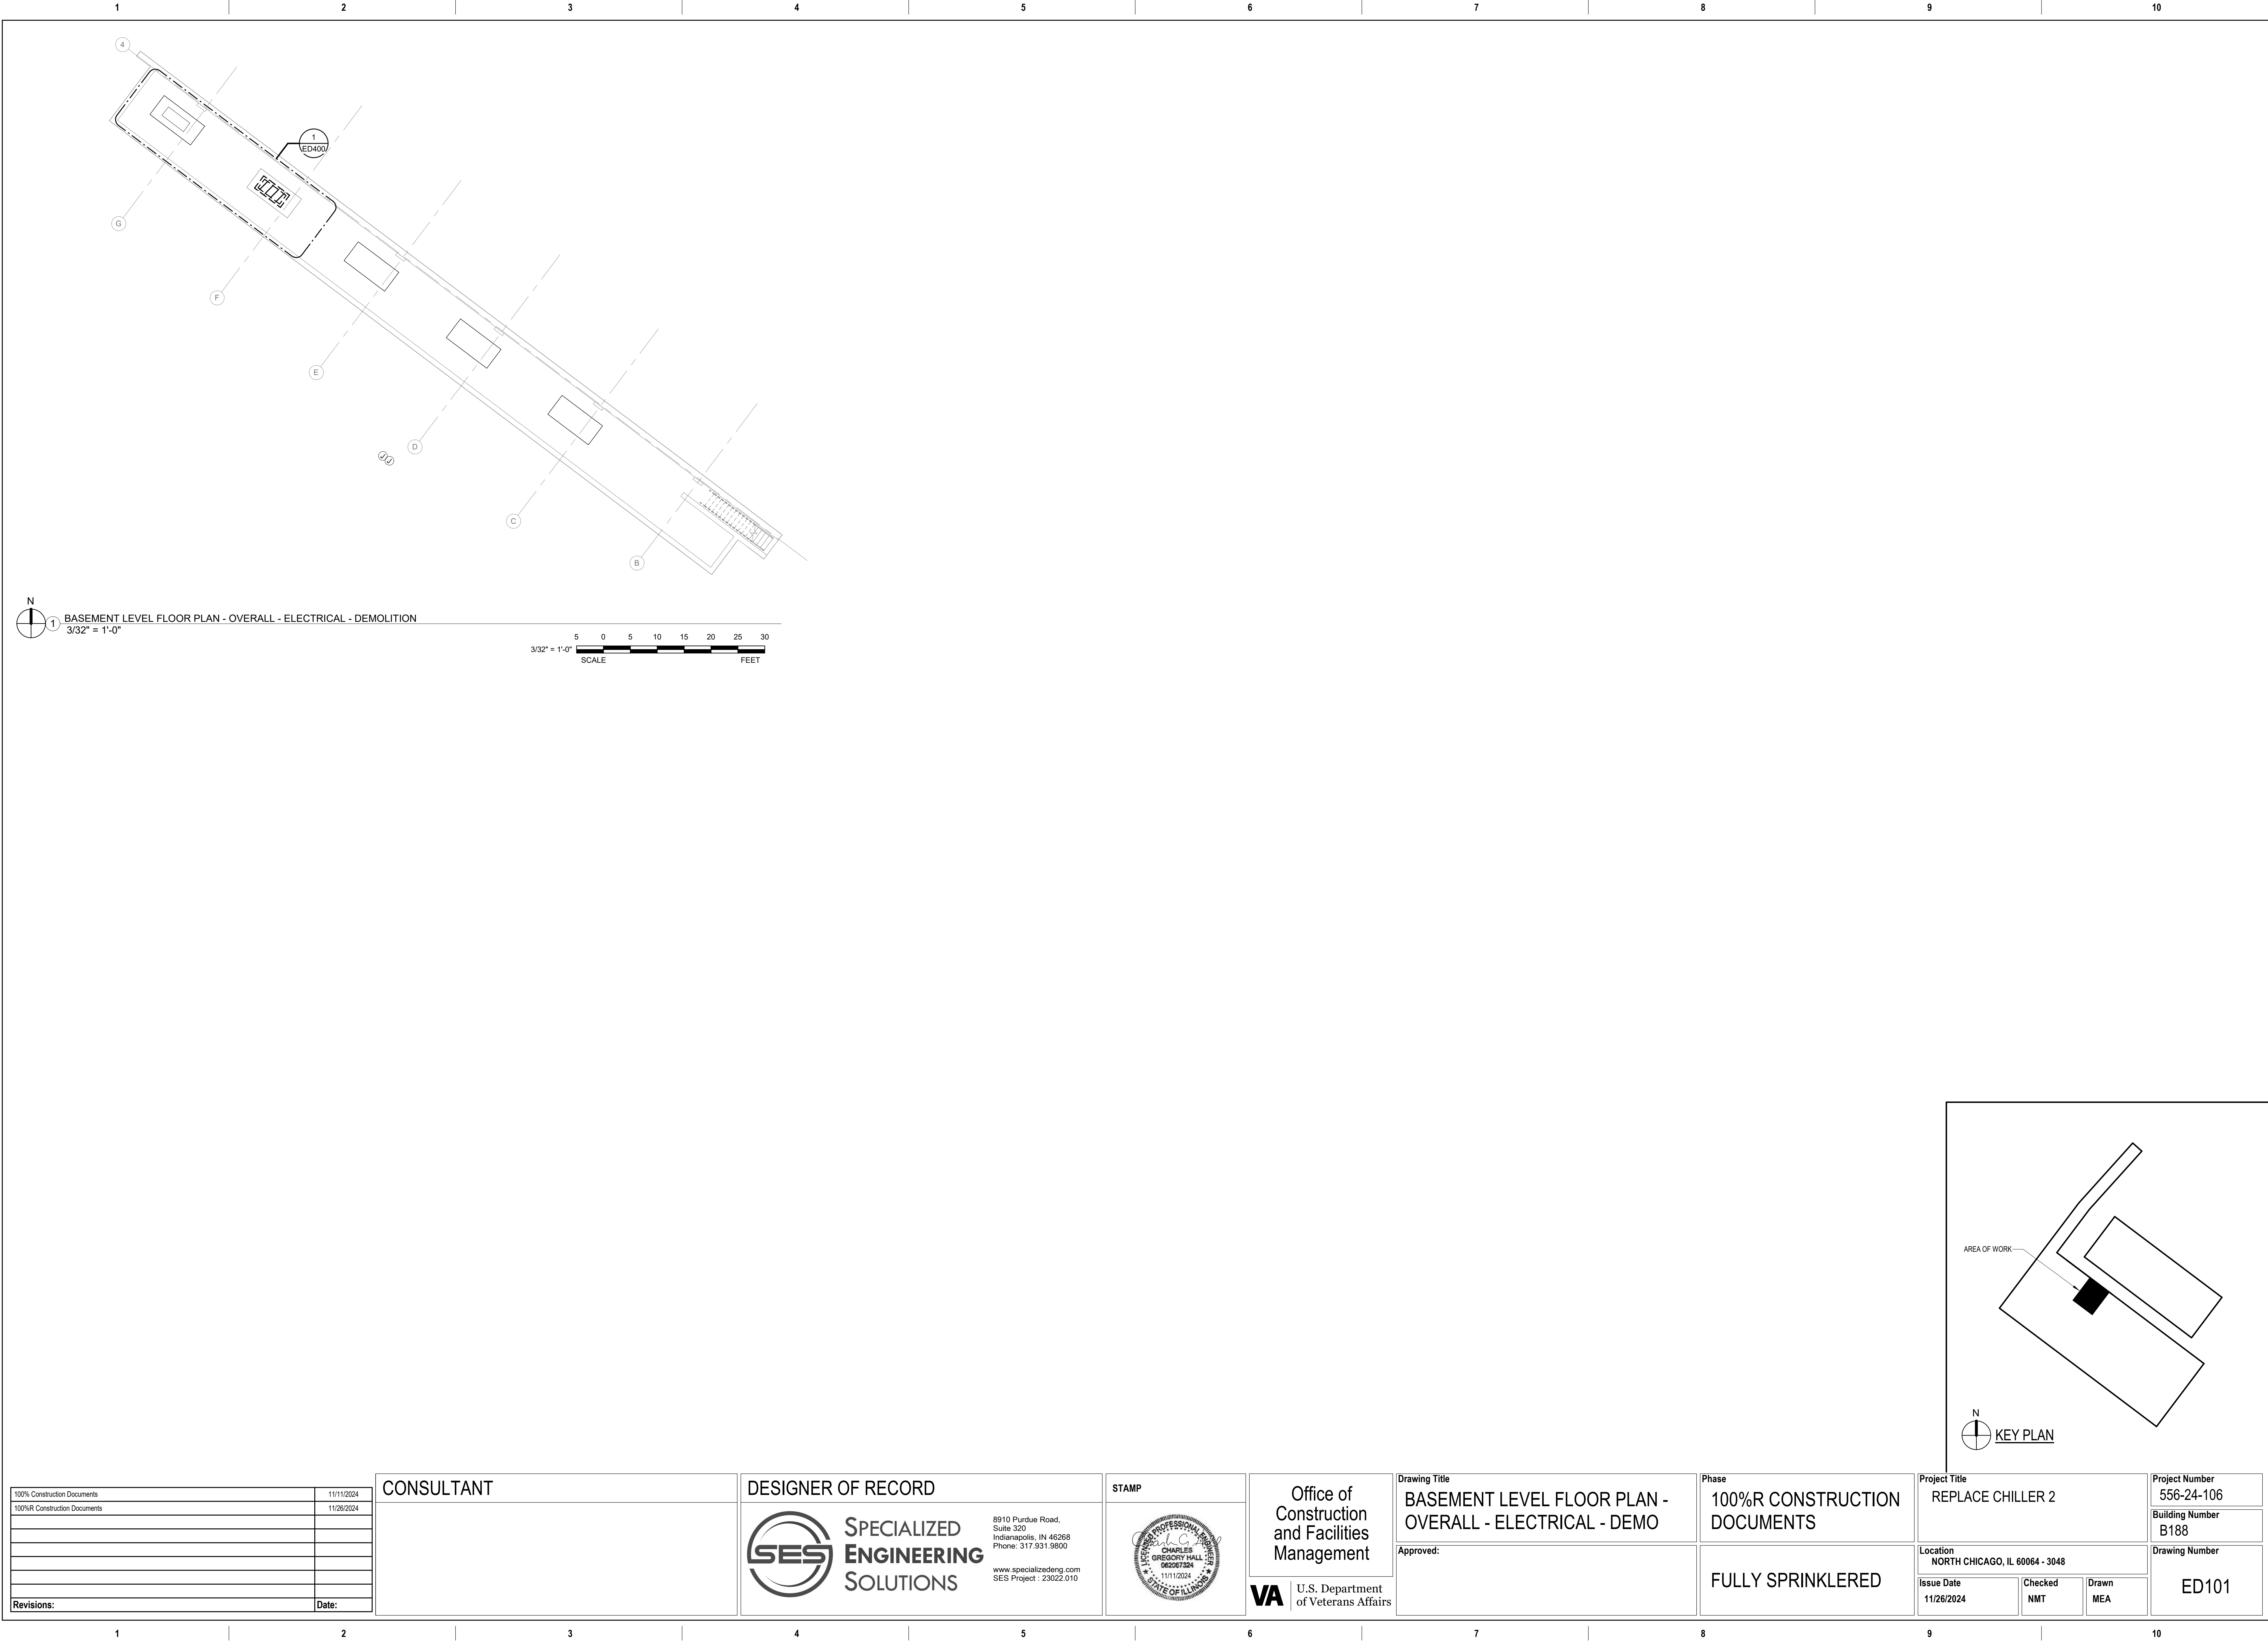 1 2 3 4 5 6 7 8 9 10
4
1
ED400
G
F
E
D
J J
C
B
N
1
BASEMENT LEVEL FLOOR PLAN - OVERALL - ELECTRICAL - DEMOLITION
3/32" = 1'-0"
5 0 5 10 15 20 25 30
3/32" = 1'-0"
SCALE FEET
AREA OF WORK
N
KEY PLAN
100% Construction Documents 11/11/2024
100%R Construction Documents 11/26/2024
Revisions: Date:
CONSULTANT
DESIGNER OF RECORD
SES
SPECIALIZED
ENGINEERING
SOLUTIONS
8910 Purdue Road,
Suite 320
Indianapolis, IN 46268
Phone: 317.931.9800
www.specializedeng.com
SES Project : 23022.010
STAMP
LICENSED PROFESSIONAL ENGINEER
CHARLES
GREGORY HALL
062067324
11/11/2024
STATE OF ILLINOIS
Office of
Construction
and Facilities
Management
VA
U.S. Department
of Veterans Affairs
Drawing Title
BASEMENT LEVEL FLOOR PLAN -
OVERALL - ELECTRICAL - DEMO
Approved:
Phase
100%R CONSTRUCTION
DOCUMENTS
FULLY SPRINKLERED
Project Title
REPLACE CHILLER 2
Location
NORTH CHICAGO, IL 60064 - 3048
Issue Date
11/26/2024
Checked
NMT
Drawn
MEA
Project Number
556-24-106
Building Number
B188
Drawing Number
ED101
1 2 3 4 5 6 7 8 9 10